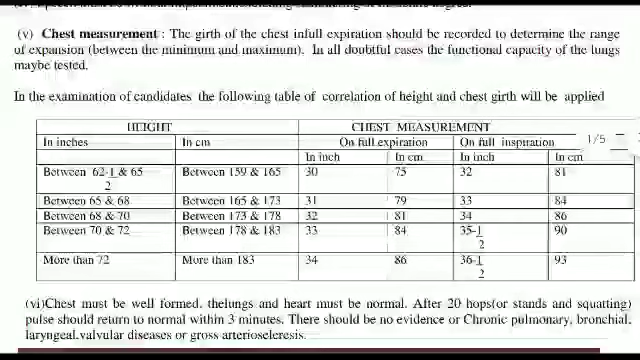 (v) Chest measurement : The girth of the chest infull expiration should be recorded to determine the range
of expansion (between the minimum and maximum). In all doubtful cases the functional capacity of the lungs
maybe tested.
In the examination of candidates the following table of correlation of height and chest girth will be applied
HEIGHT CHEST MEASUREMENT
In inches In cm On full expiration On full inspiration 1/5
In inch In cm In inch In cm
Between 62-1 & 65 Between 159 & 165 30 75 32 81
2
Between 65 & 68 Between 165 & 173 31 79 33 84
Between 68 & 70 Between 173 & 178 32 81 34 86
Between 70 & 72 Between 178 & 183 33 84 35-1 90
2
More than 72 More than 183 34 86 36-1 93
2
(vi)Chest must be well formed, thelungs and heart must be normal. After 20 hops(or stands and squatting)
pulse should return to normal within 3 minutes. There should be no evidence or Chronic pulmonary, bronchial,
laryngeal,valvular diseases or gross arterioscleresis.